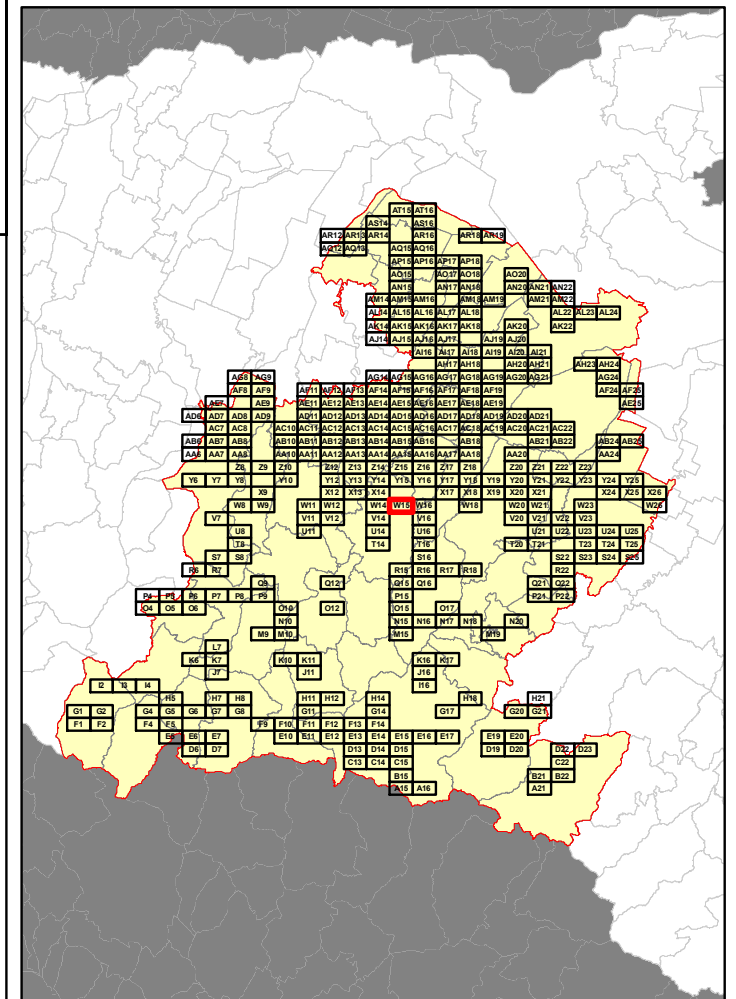 AT15 AT16
AS14 AS16
AR12 AR13 AR14 AR16 AR18 AR19
AQ12 AQ13 AQ15 AQ16
AP15 AP16 AP17 AP18
AO15 AO17 AO18 AO20
AN15 AN17 AN18 AN20 AN21 AN22
AM14 AM15 AM16 AM18 AM19 AM21 AM22
AL14 AL15 AL16 AL17 AL18 AL22 AL23 AL24
AK14 AK15 AK16 AK17 AK18 AK20 AK22
AJ14 AJ15 AJ16 AJ17 AJ19 AJ20
AI16 AI17 AI18 AI19 AI20 AI21
AH17 AH18 AH20 AH21 AH23 AH24
AG8 AG9 AG14 AG15 AG16 AG17 AG18 AG19 AG20 AG21 AG24
AF8 AF9 AF11 AF12 AF13 AF14 AF15 AF16 AF17 AF18 AF19 AF24 AF25
AE7 AE9 AE11 AE12 AE13 AE14 AE15 AE16 AE17 AE18 AE19 AE25
AD6 AD7 AD8 AD9 AD11 AD12 AD13 AD14 AD15 AD16 AD17 AD18 AD19 AD20 AD21
AC7 AC8 AC10 AC11 AC12 AC13 AC14 AC15 AC16 AC17 AC18 AC19 AC20 AC21 AC22
AB6 AB7 AB8 AB10 AB11 AB12 AB13 AB14 AB15 AB16 AB18 AB21 AB22 AB24 AB25
AA6 AA7 AA8 AA10 AA11 AA12 AA13 AA14 AA15 AA16 AA17 AA18 AA20 AA24
Z8 Z9 Z10 Z12 Z13 Z14 Z15 Z16 Z17 Z18 Z20 Z21 Z22 Z23
Y6 Y7 Y8 Y10 Y12 Y13 Y14 Y15 Y16 Y17 Y18 Y19 Y20 Y21 Y22 Y23 Y24 Y25
X9 X12 X13 X14 X17 X18 X19 X20 X21 X24 X25 X26
W8 W9 W11 W12 W14 W15 W16 W18 W20 W21 W23 W26
V7 V11 V12 V14 V16 V20 V21 V22 V23
U8 U11 U14 U16 U21 U22 U23 U24 U25
T8 T14 T16 T20 T21 T23 T24 T25
S7 S8 S16 S22 S23 S24 S25
R6 R7 R15 R16 R17 R18 R22
Q9 Q12 Q15 Q16 Q21 Q22
P4 P5 P6 P7 P8 P9 P15 P21 P22
O4 O5 O6 O10 O12 O15 O17
N10 N15 N16 N17 N18 N20
M9 M10 M15 M19
L7
K6 K7 K10 K11 K16 K17
J7 J11 J16
I2 I3 I4 I16
H5 H7 H8 H11 H12 H14 H18 H21
G1 G2 G4 G5 G6 G7 G8 G11 G14 G17 G20 G21
F1 F2 F4 F5 F9 F10 F11 F12 F13 F14
E5 E6 E7 E10 E11 E12 E13 E14 E15 E16 E17 E19 E20
D6 D7 D13 D14 D15 D19 D20 D22 D23
C13 C14 C15 C22
B15 B21 B22
A15 A16 A21